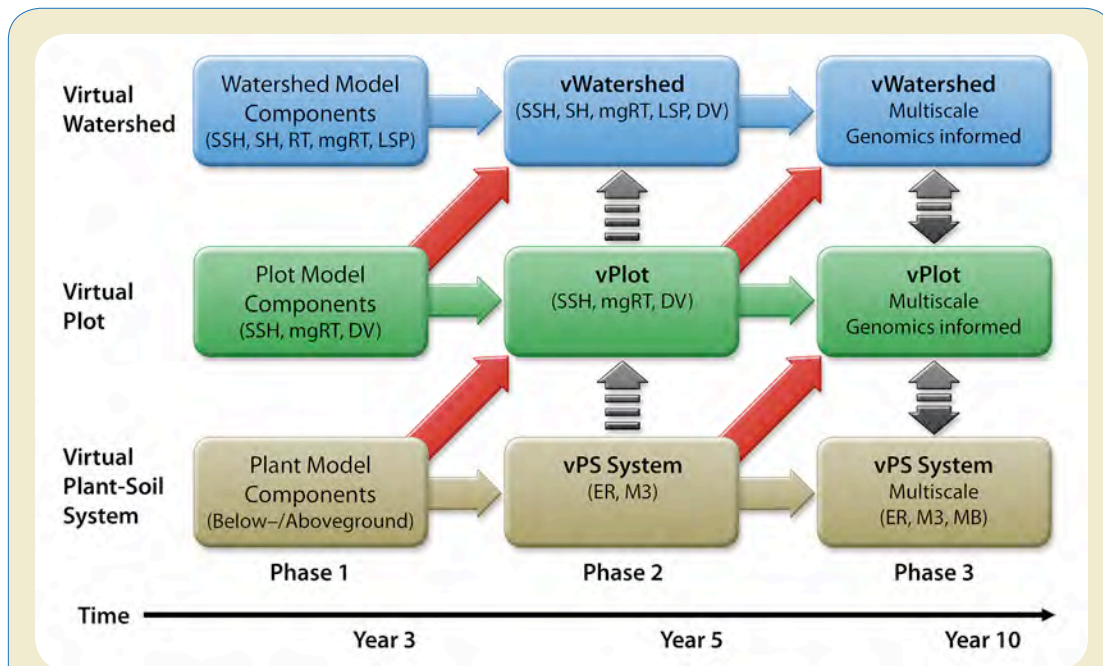 Virtual
Watershed
Watershed Model
Components
(SSH, SH, RT, mgRT, LSP)
vWatershed
(SSH, SH, mgRT, LSP, DV)
vWatershed
Multiscale
Genomics informed
Virtual
Plot
Plot Model
Components
(SSH, mgRT, DV)
vPlot
(SSH, mgRT, DV)
vPlot
Multiscale
Genomics informed
Virtual
Plant-Soil
System
Plant Model
Components
(Below–/Aboveground)
vPS System
(ER, M3)
vPS System
Multiscale
(ER, M3, MB)
Phase 1
Phase 2
Phase 3
Time
Year 3
Year 5
Year 10